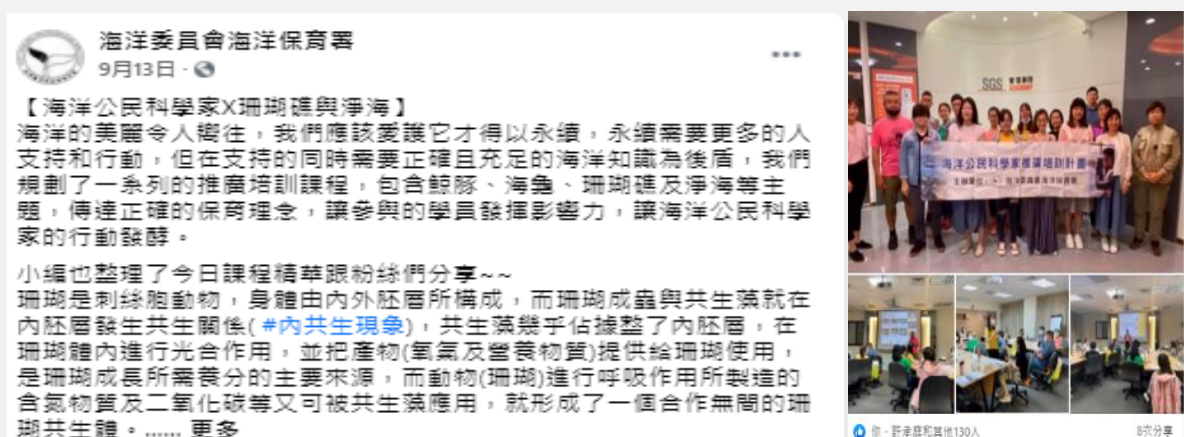 海洋委員會海洋保育署
9月13日
【海洋公民科學家X珊瑚礁與淨海】
海洋的美麗令人嚮往，我們應該愛護它才得以永續，永續需要更多的人
支持和行動，但在支持的同時需要正確且充足的海洋知識為後盾，我們
規劃了一系列的推廣培訓課程，包含鯨豚、海龜、珊瑚礁及淨海等主
題，傳達正確的保育理念，讓參與的學員發揮影響力，讓海洋公民科學
家的行動發酵。
小編也整理了今日課程精華跟粉絲們分享~~
珊瑚是刺絲胞動物，身體由內外胚層所構成，而珊瑚成蟲與共生藻就在
內胚層發生共生關係( #內共生現象)，共生藻幾乎佔據整了內胚層，在
珊瑚體內進行光合作用，並把產物(氧氣及營養物質)提供給珊瑚使用，
是珊瑚成長所需養分的主要來源，而動物(珊瑚)進行呼吸作用所製造的
含氮物質及二氧化碳等又可被共生藻應用，就形成了一個合作無間的珊
瑚共生體。...... 更多
SGS
ACADEMY
海洋公民科學家推廣培訓計畫
你、許承庭和其他130人
8次分享